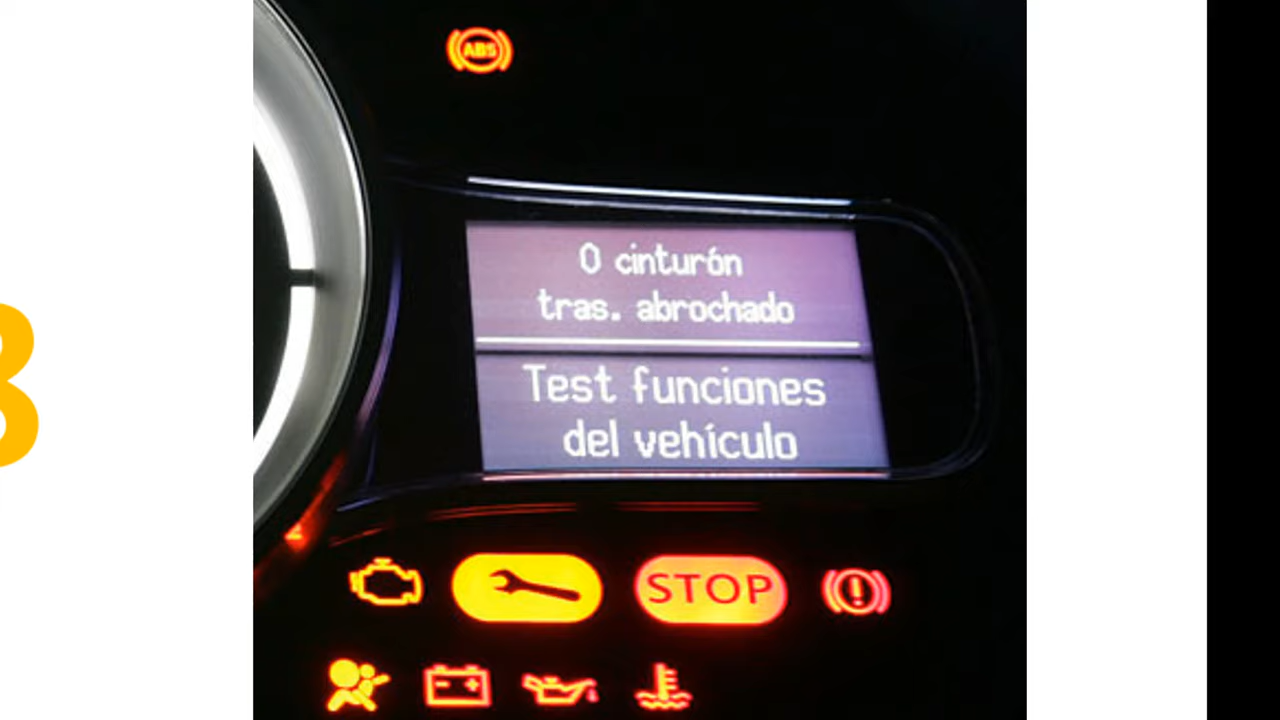 ABS
0 cinturón
tras. abrochado
Test funciones
del vehículo
STOP